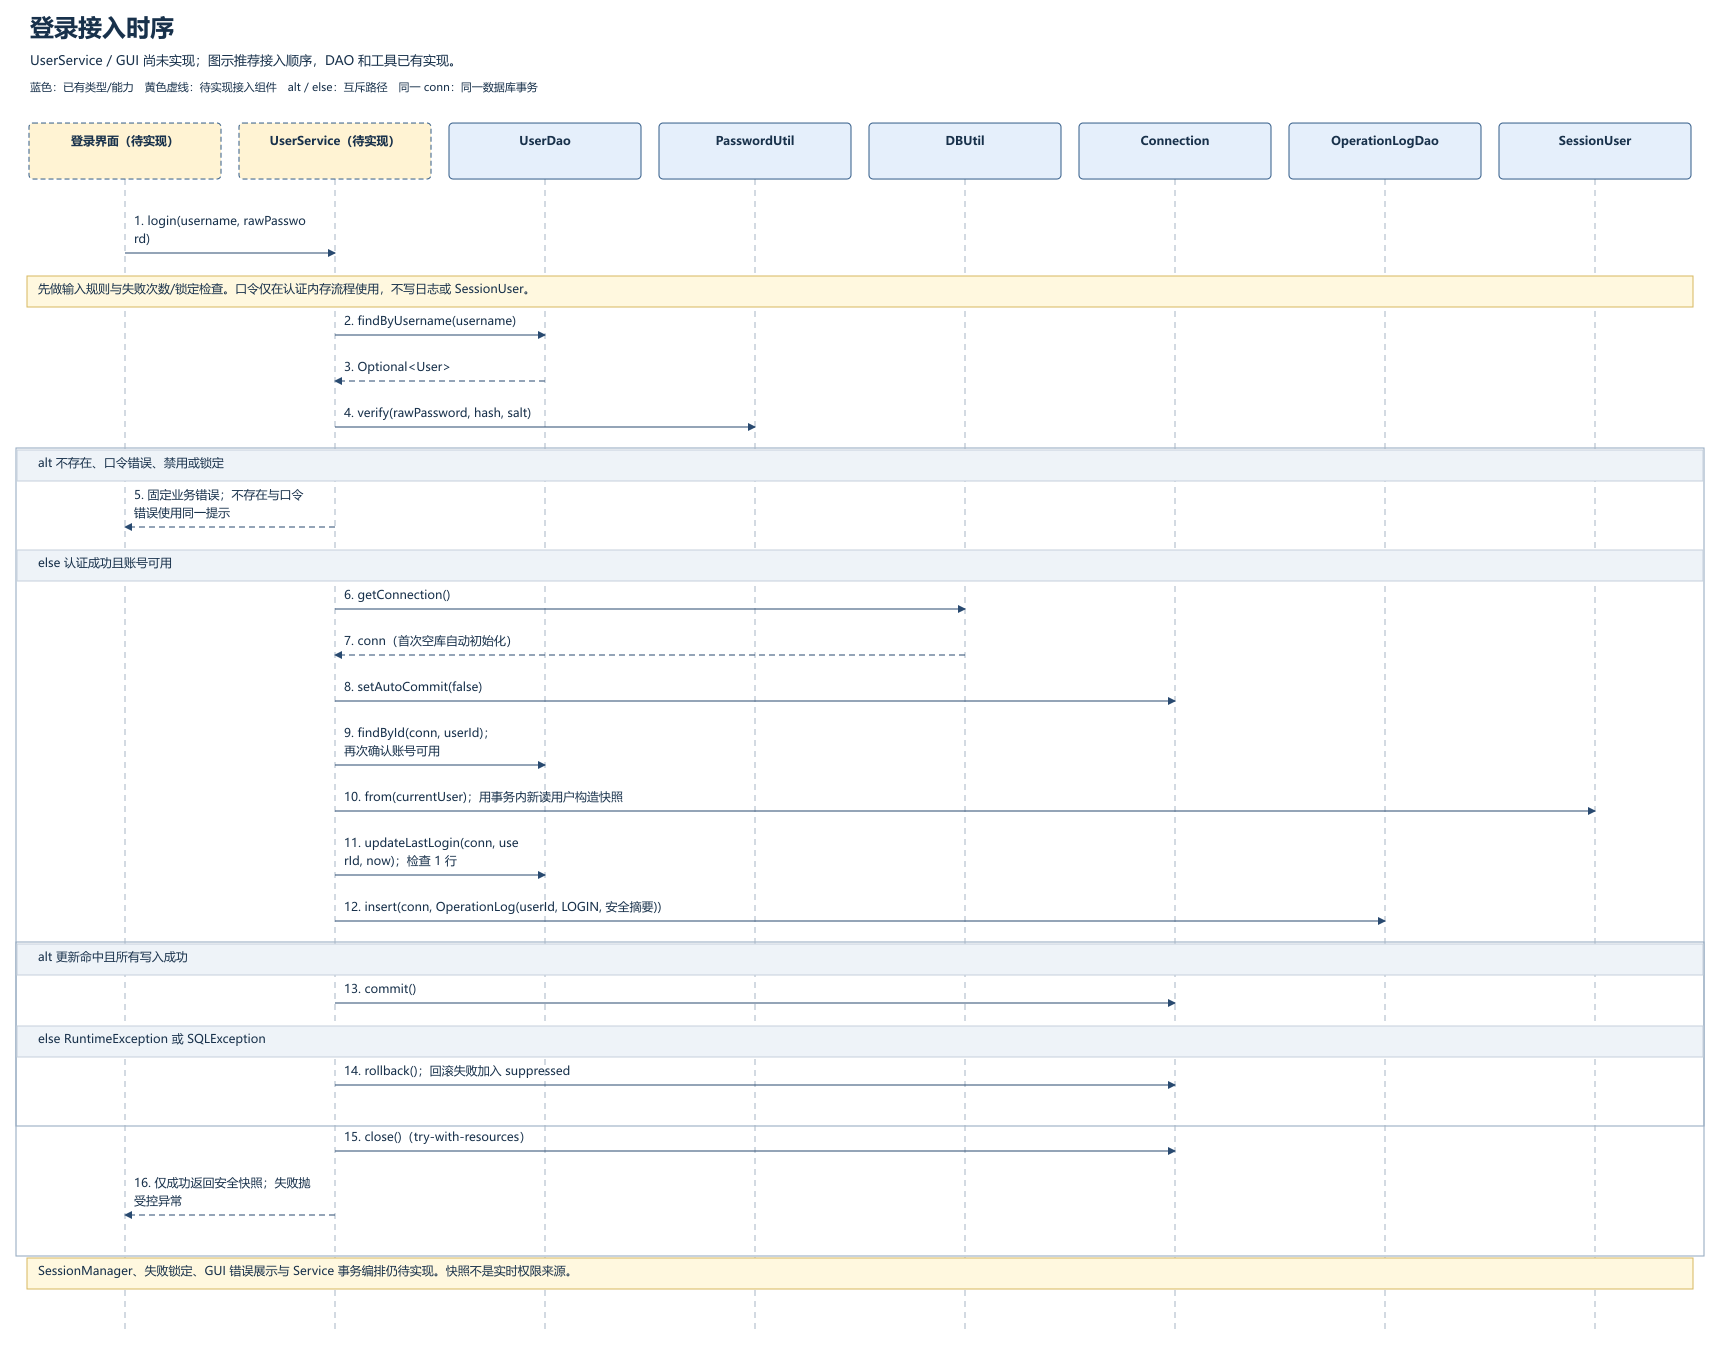 登录接入时序
UserService / GUI 尚未实现；图示推荐接入顺序，DAO 和工具已有实现。
蓝色：已有类型/能力　黄色虚线：待实现接入组件　alt / else：互斥路径　同一 conn：同一数据库事务
登录界面（待实现）
UserService（待实现）
UserDao
PasswordUtil
DBUtil
Connection
OperationLogDao
SessionUser
1. login(username, rawPasswo
rd)
先做输入规则与失败次数/锁定检查。口令仅在认证内存流程使用，不写日志或 SessionUser。
2. findByUsername(username)
3. Optional<User>
4. verify(rawPassword, hash, salt)
alt 不存在、口令错误、禁用或锁定
5. 固定业务错误；不存在与口令
错误使用同一提示
else 认证成功且账号可用
6. getConnection()
7. conn（首次空库自动初始化）
8. setAutoCommit(false)
9. findById(conn, userId)；
再次确认账号可用
10. from(currentUser)；用事务内新读用户构造快照
11. updateLastLogin(conn, use
rId, now)；检查 1 行
12. insert(conn, OperationLog(userId, LOGIN, 安全摘要))
alt 更新命中且所有写入成功
13. commit()
else RuntimeException 或 SQLException
14. rollback()；回滚失败加入 suppressed
15. close()（try-with-resources）
16. 仅成功返回安全快照；失败抛
受控异常
SessionManager、失败锁定、GUI 错误展示与 Service 事务编排仍待实现。快照不是实时权限来源。